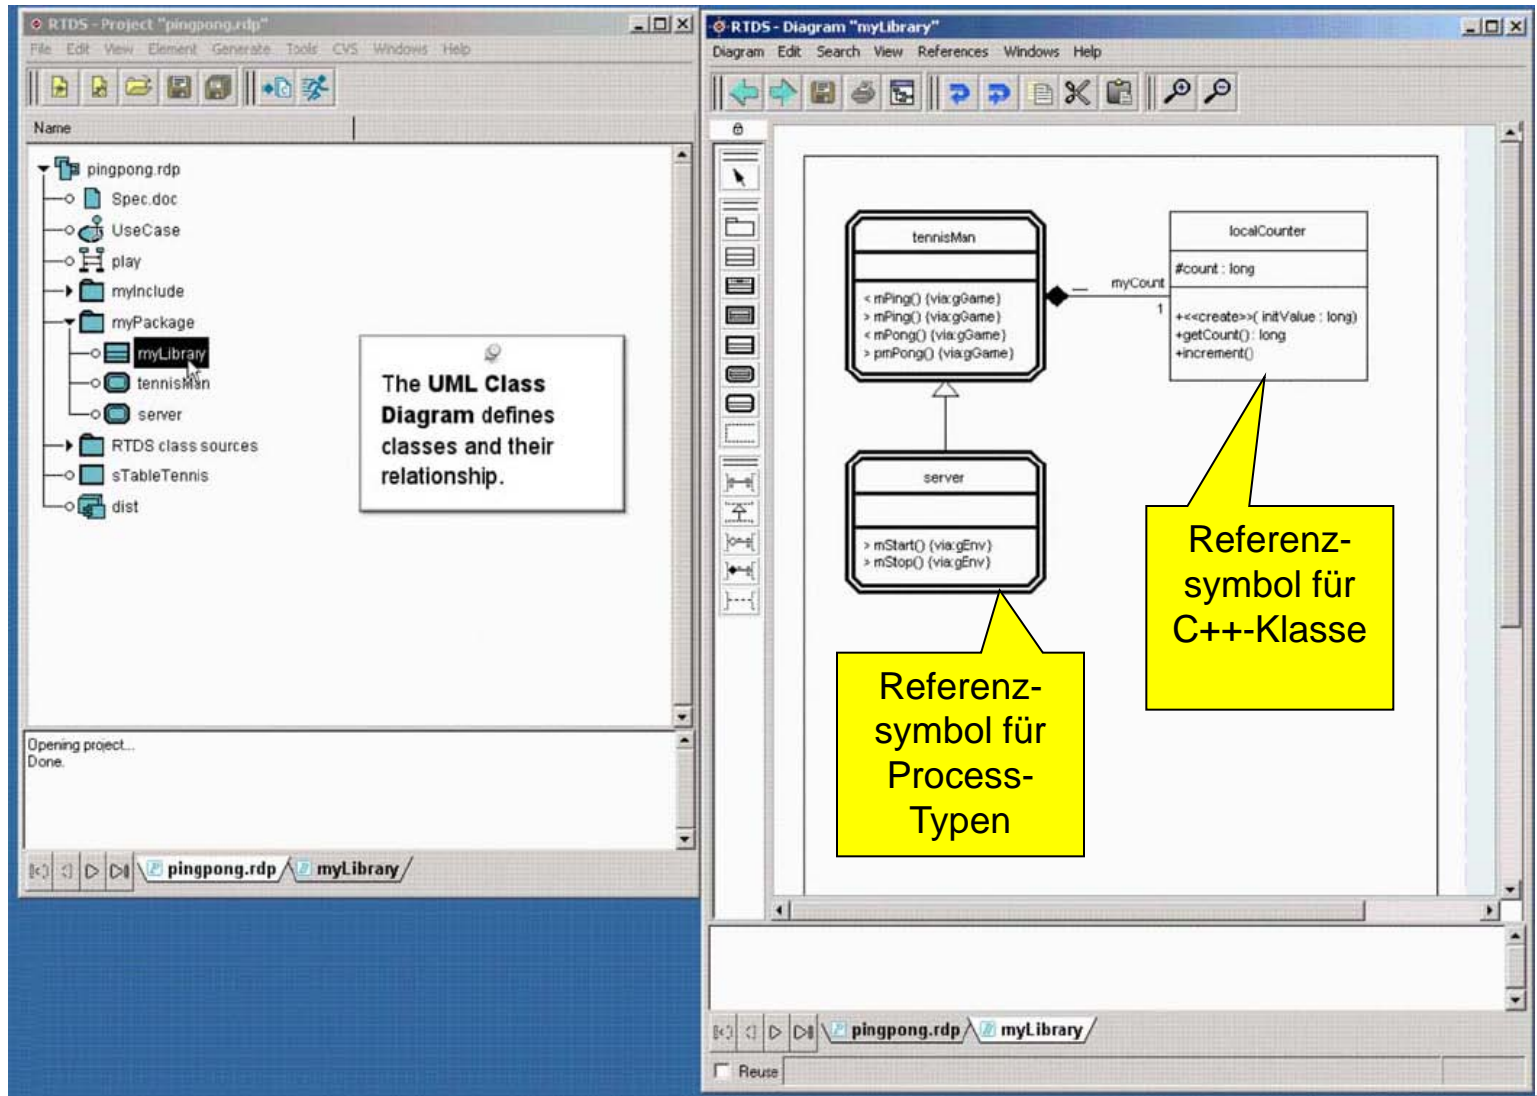 RTDS - Project "pingpong.rdp"
File Edit View Element Generate Tools CVS Windows Help
Name
pingpong.rdp
Spec.doc
UseCase
play
myInclude
myPackage
myLibrary
tennisMan
server
RTDS class sources
sTableTennis
dist
The UML Class
Diagram defines
classes and their
relationship.
Opening project...
Done.
pingpong.rdp myLibrary
RTDS - Diagram "myLibrary"
Diagram Edit Search View References Windows Help
tennisMan
< mPing() {via:gGame}
> mPing() {via:gGame}
< mPong() {via:gGame}
> pmPong() {via:gGame}
myCount
1
localCounter
#count : long
+<<create>>( initValue : long)
+getCount() : long
+increment()
server
> mStart() {via:gEnv}
> mStop() {via:gEnv}
Referenz-
symbol für
C++-Klasse
Referenz-
symbol für
Process-
Typen
pingpong.rdp myLibrary
Reuse